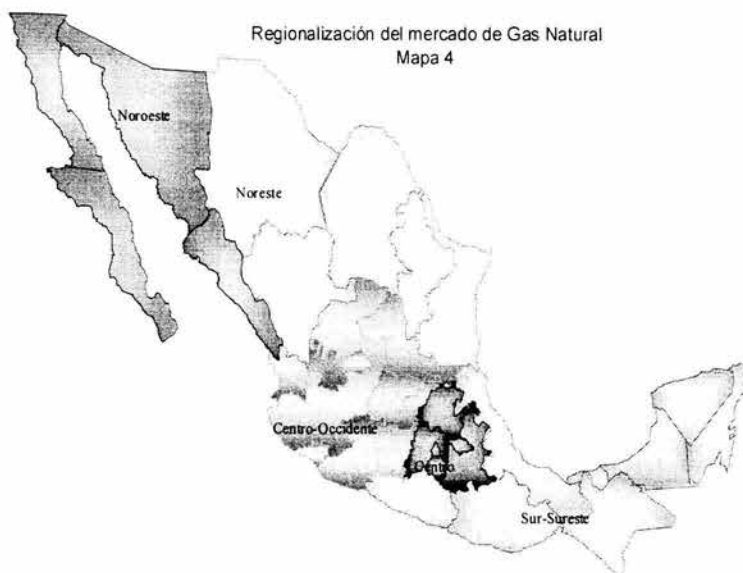 Regionalización del mercado de Gas Natural
Mapa 4
Noroeste
Noreste
Centro-Occidente
Centro
Sur-Sureste